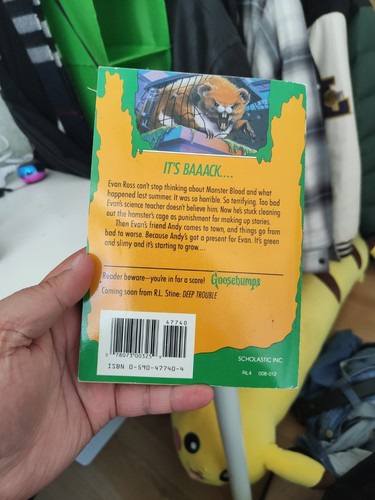 IT'S BAAACK....
Evan Ross can't stop thinking about Monster Blood and what
happened last summer. It was so horrible. So terrifying. Too bad
Evan's science teacher doesn't believe him. Now he's stuck cleaning
out the hamster's cage as punishment for making up stories.
Then Evan's friend Andy comes to town, and things go from
bad to worse. Because Andy's got a present for Evan. It's green
and slimy and it's starting to grow....
Reader beware—you're in for a scare! Goosebumps
Coming soon from R.L. Stine: DEEP TROUBLE
47740
0 78073 00325
ISBN 0-590-47740-4
SCHOLASTIC INC.
RL4 008-012